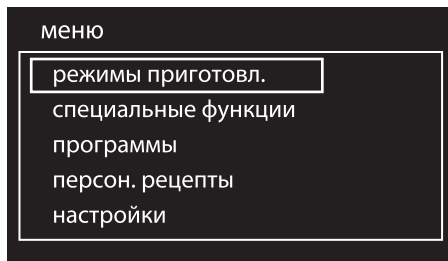 меню
режимы приготовл.
специальные функции
программы
персон. рецепты
настройки